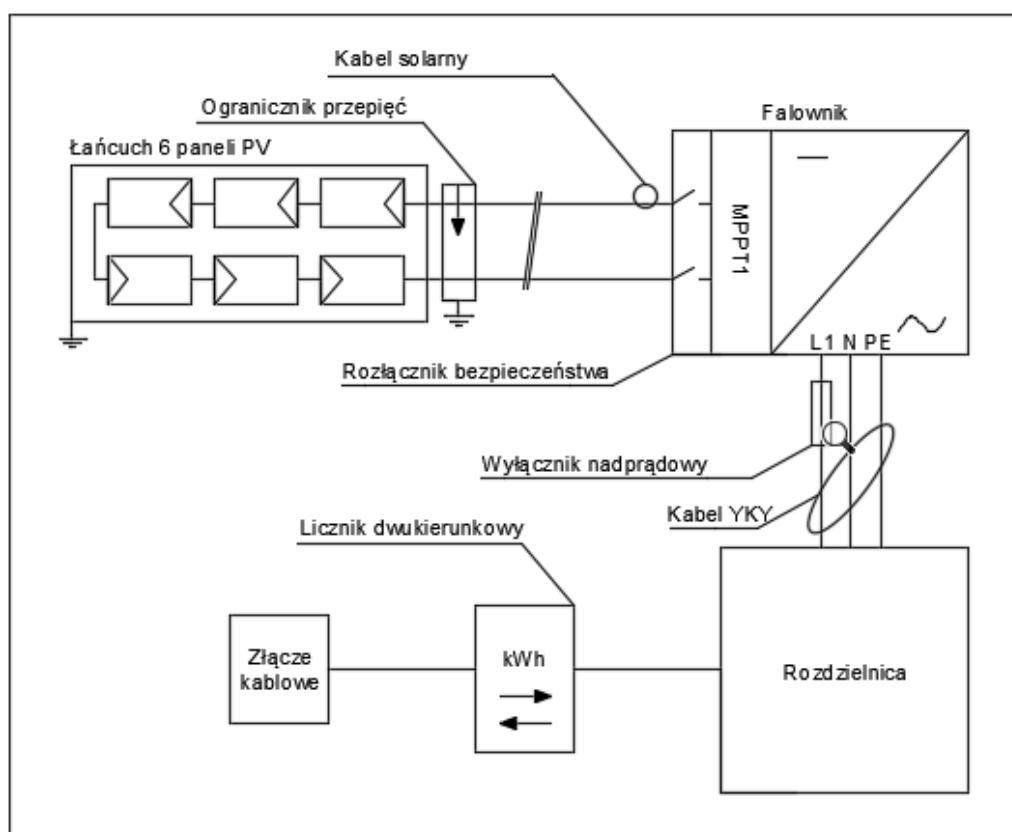 Kabel solarny
Ogranicznik przepięć
Falownik
Łańcuch 6 paneli PV
MPPT1
L1 N PE
Rozłącznik bezpieczeństwa
Wyłącznik nadprądowy
Kabel YKY
Licznik dwukierunkowy
Złącze
kablowe
kWh
Rozdzielnica